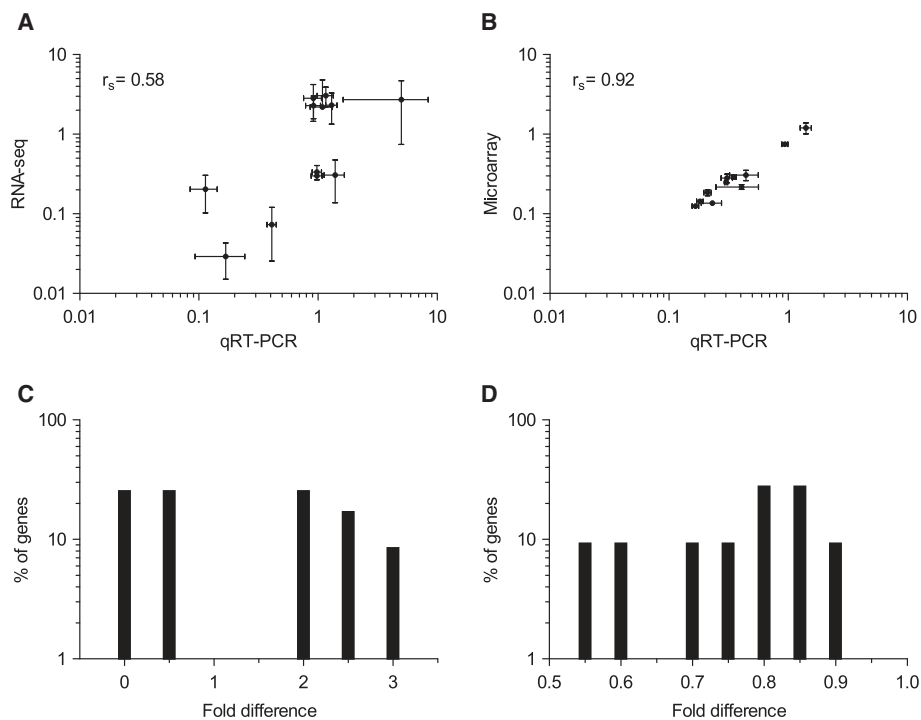 A
B
10
1
0.1
0.01
RNA-seq
rs= 0.58
0.01
0.1
1
10
qRT-PCR
10
1
0.1
0.01
Microarray
rs= 0.92
0.01
0.1
1
10
qRT-PCR
C
D
100
10
1
% of genes
0
1
2
3
Fold difference
100
10
1
% of genes
0.5
0.6
0.7
0.8
0.9
1.0
Fold difference